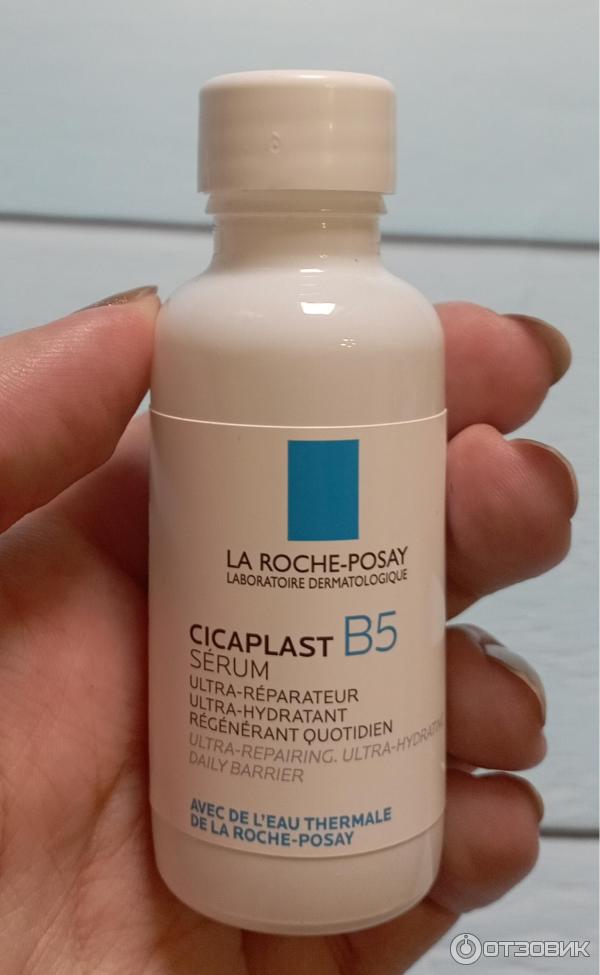 LA ROCHE-POSAY
LABORATOIRE DERMATOLOGIQUE
CICAPLAST B5
SÉRUM
ULTRA-RÉPARATEUR
ULTRA-HYDRATANT
RÉGÉNÉRANT QUOTIDIEN
ULTRA-REPAIRING. ULTRA-HYDRATIN
DAILY BARRIER
AVEC DE L'EAU THERMALE
DE LA ROCHE-POSAY
ОТЗОВИК